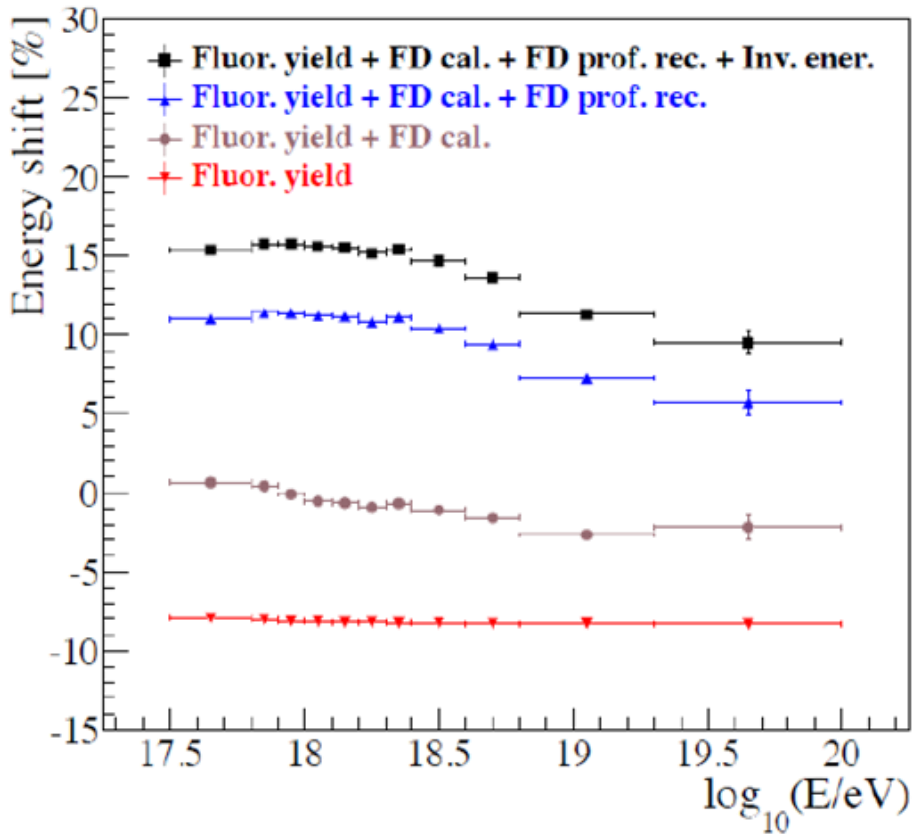 Energy shift [%]
30
25
20
15
10
5
0
-5
-10
-15
Fluor. yield + FD cal. + FD prof. rec. + Inv. ener.
Fluor. yield + FD cal. + FD prof. rec.
Fluor. yield + FD cal.
Fluor. yield
17.5 18 18.5 19 19.5 20
log10(E/eV)